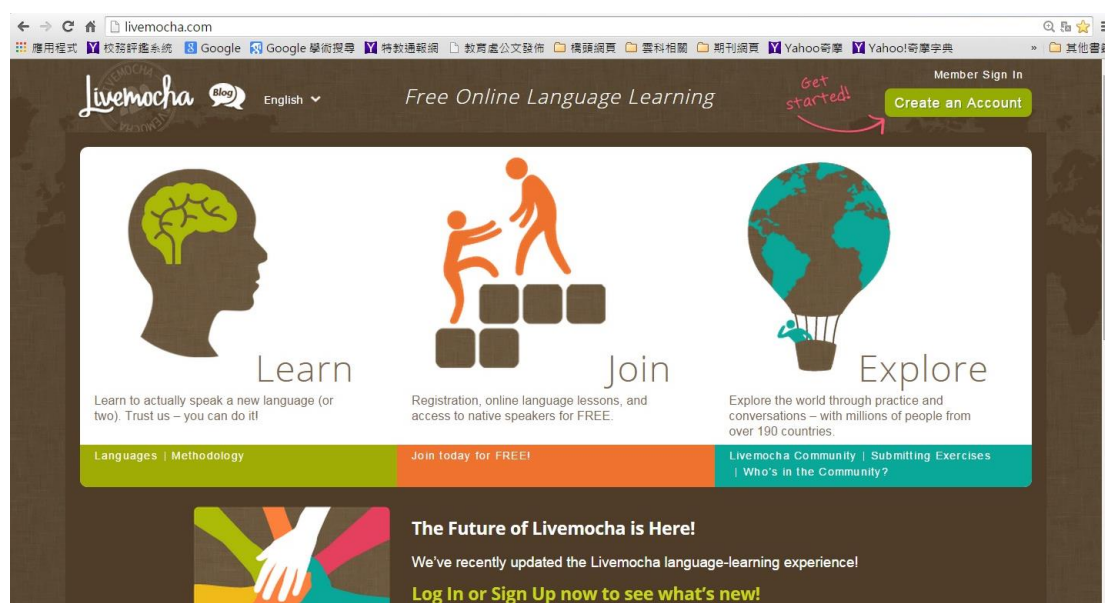 livemocha.com
應用程式 校務評鑑系統 Google Google 學術搜尋 特教通報網 教育處公文發佈 橋頭網頁 雲科相關 期刊網頁 Yahoo奇摩 Yahoo!奇摩字典 » 其他書
Livemocha Blog English Free Online Language Learning Get started! Member Sign In
Create an Account
Learn Join Explore
Learn to actually speak a new language (or
two). Trust us – you can do it!
Registration, online language lessons, and
access to native speakers for FREE.
Explore the world through practice and
conversations – with millions of people from
over 190 countries.
Languages | Methodology
Join today for FREE!
Livemocha Community | Submitting Exercises
| Who's in the Community?
The Future of Livemocha is Here!
We've recently updated the Livemocha language-learning experience!
Log In or Sign Up now to see what's new!